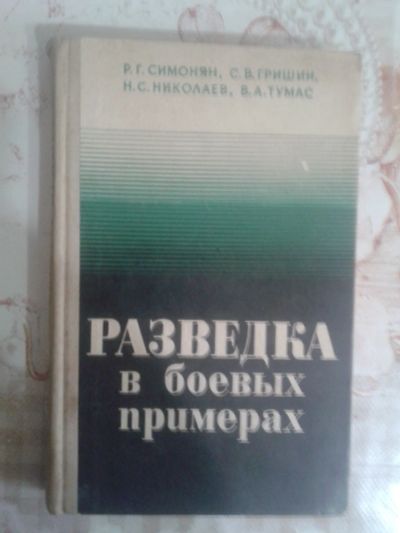 Р.Г.СИМОНЯН, С.В.ГРИШИН,
Н.С.НИКОЛАЕВ, В.А.ТУМАС
РАЗВЕДКА
в боевых
примерах